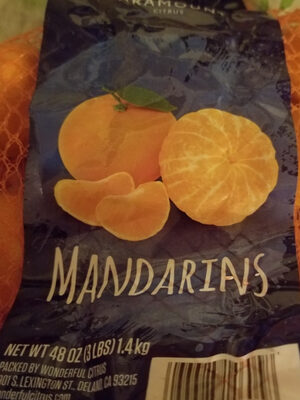 CITRUS
MANDARINS
NET WT 48 OZ (3 LBS) 1.4 kg
PACKED BY WONDERFUL CITRUS
LEXINGTON ST., DELANO, CA 93215